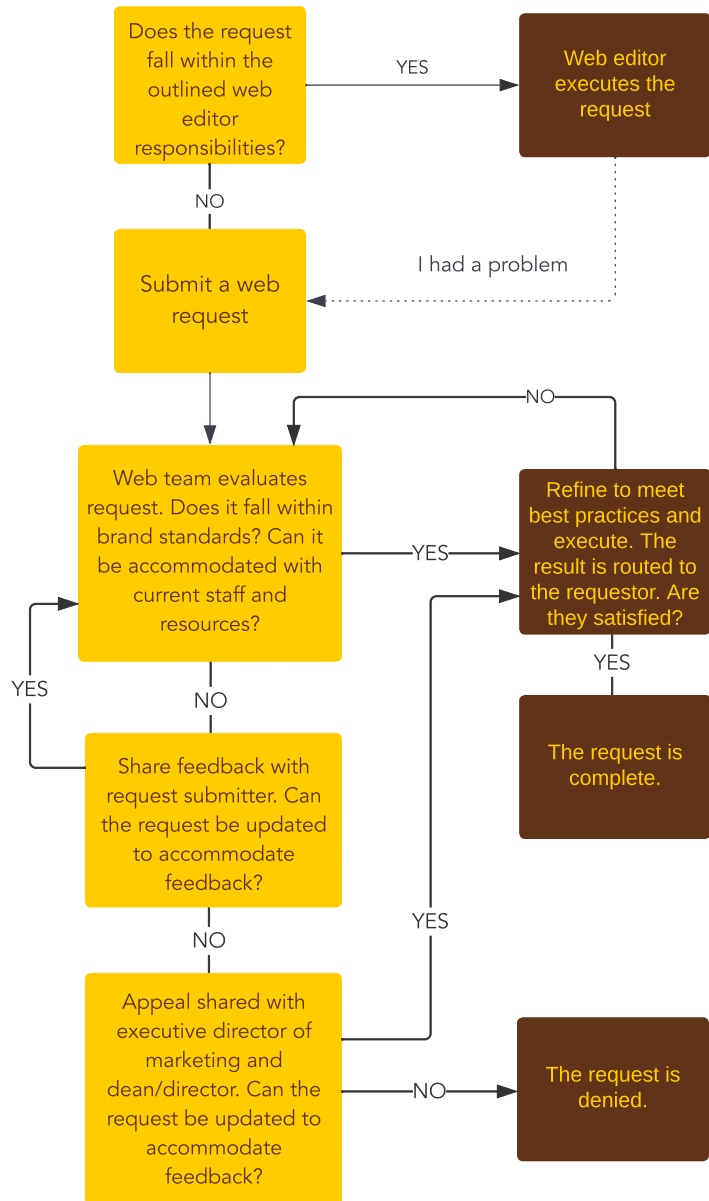 Does the request
fall within the
outlined web
editor
responsibilities?
YES
Web editor
executes the
request
NO
I had a problem
Submit a web
request
NO
Web team evaluates
request. Does it fall within
brand standards? Can it
be accommodated with
current staff and
resources?
YES
Refine to meet
best practices and
execute. The
result is routed to
the requestor. Are
they satisfied?
YES
YES
NO
The request is
complete.
Share feedback with
request submitter. Can
the request be updated
to accommodate
feedback?
YES
NO
Appeal shared with
executive director of
marketing and
dean/director. Can the
request be updated to
accommodate
feedback?
NO
The request is
denied.